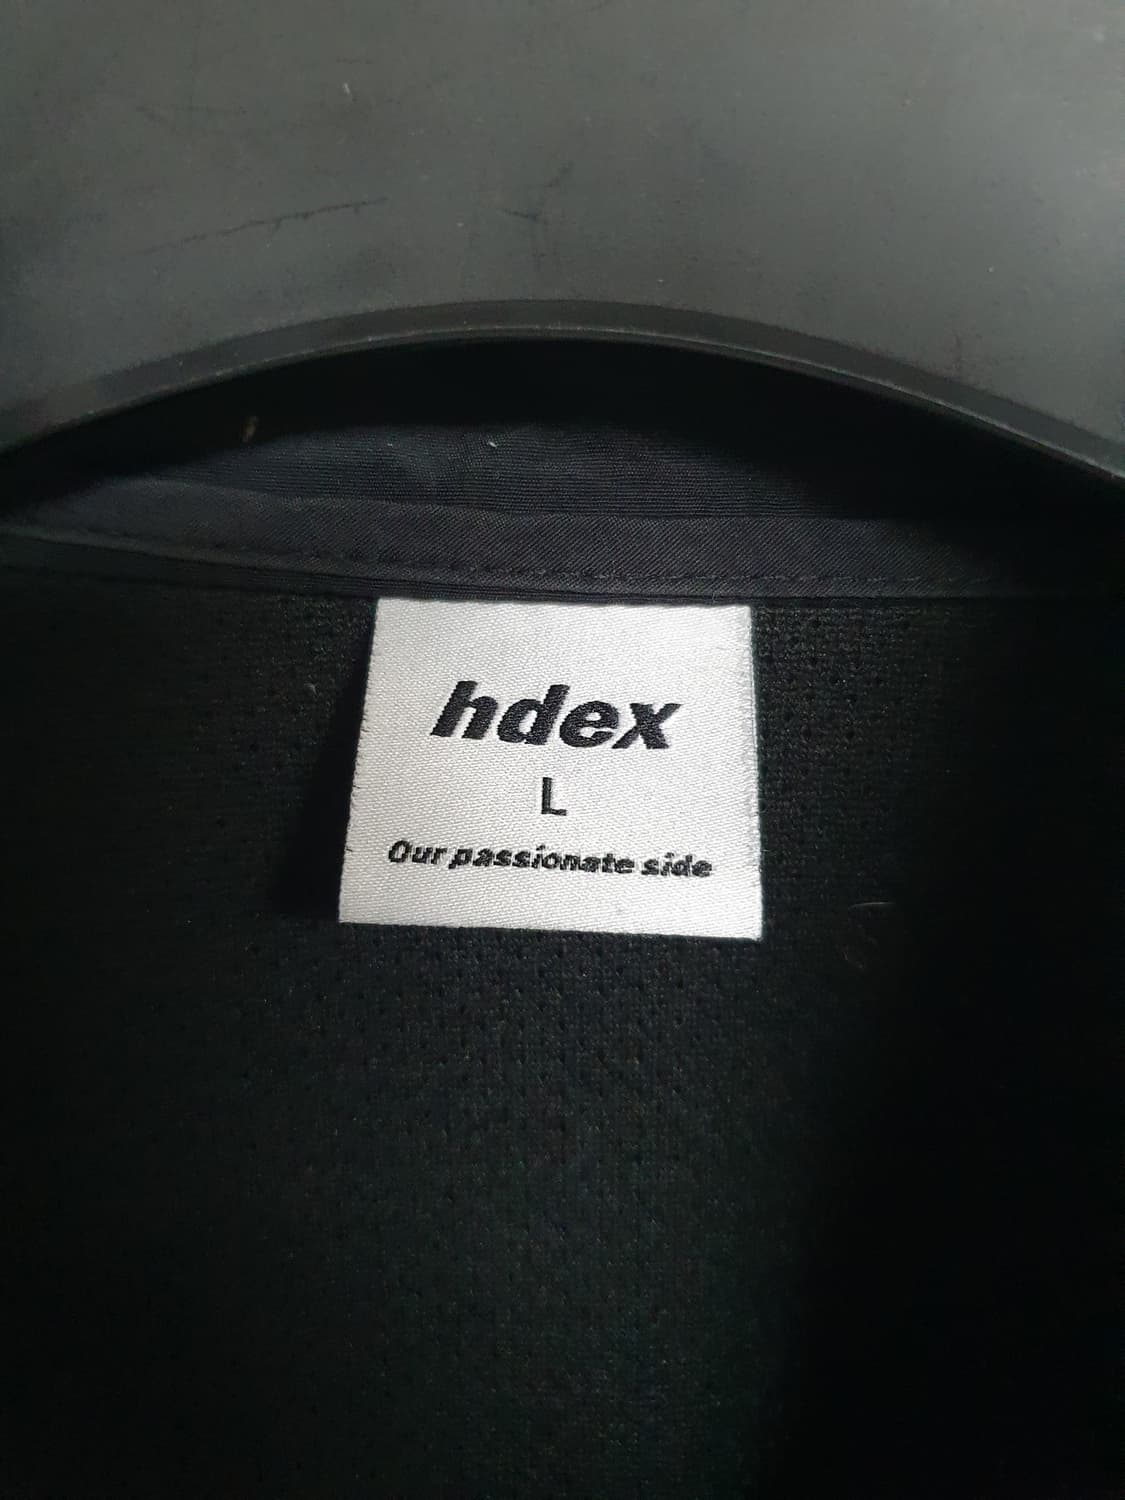 hdex
L
Our passionate side